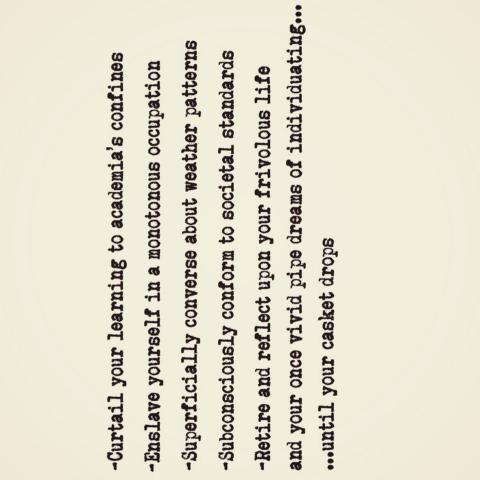 -Curtail your learning to academia's confines
-Enslave yourself in a monotonous occupation
-Superficially converse about weather patterns
-Subconsciously conform to societal standards
-Retire and reflect upon your frivolous life
and your once vivid pipe dreams of individuating...
...until your casket drops